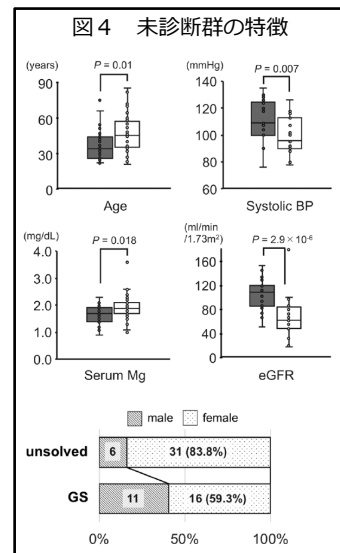 図４　未診断群の特徴
(years)
P = 0.01
90
60
30
0
Age
(mmHg)
P = 0.007
140
120
100
80
60
Systolic BP
(mg/dL)
P = 0.018
4.0
3.0
2.0
1.0
0.0
Serum Mg
(ml/min
/1.73m²)
P = 2.9 × 10⁻⁶
160
120
80
40
0
eGFR
male female
unsolved 6 31 (83.8%)
GS 11 16 (59.3%)
0% 50% 100%